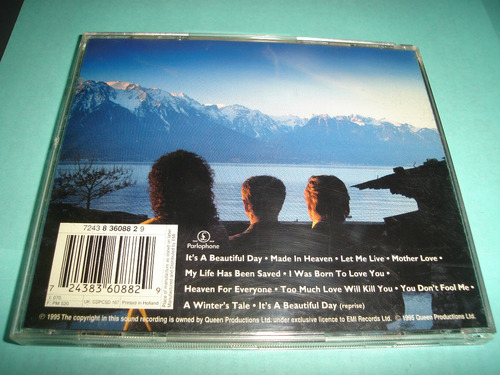 7243 8 36088 2 9
7 24383 60882 9
UK: CDPCSD 167
Printed in Holland
Parlophone
It's A Beautiful Day • Made In Heaven • Let Me Live • Mother Love •
My Life Has Been Saved • I Was Born To Love You •
Heaven For Everyone • Too Much Love Will Kill You • You Don't Fool Me •
A Winter's Tale • It's A Beautiful Day (reprise)
℗ 1995 The copyright in this sound recording is owned by Queen Productions Ltd. under exclusive licence to EMI Records Ltd. © 1995 Queen Productions Ltd.